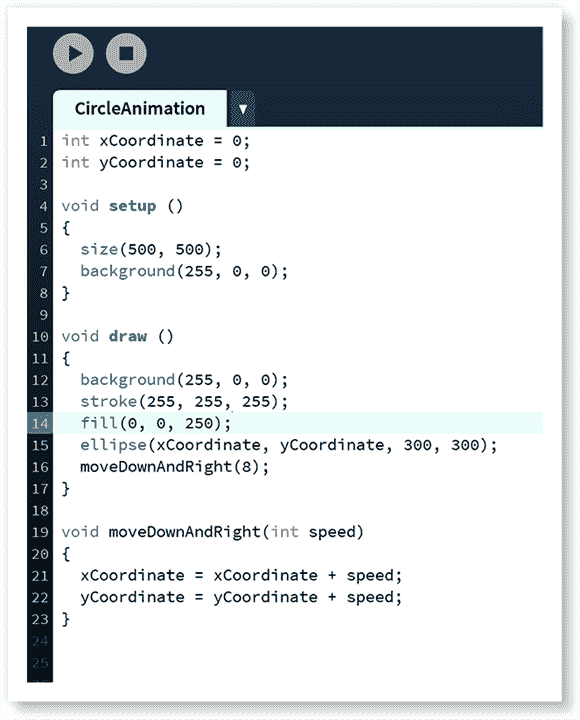 CircleAnimation ▼
1 int xCoordinate = 0;
2 int yCoordinate = 0;
3
4 void setup ()
5 {
6   size(500, 500);
7   background(255, 0, 0);
8 }
9
10 void draw ()
11 {
12   background(255, 0, 0);
13   stroke(255, 255, 255);
14   fill(0, 0, 250);
15   ellipse(xCoordinate, yCoordinate, 300, 300);
16   moveDownAndRight(8);
17 }
18
19 void moveDownAndRight(int speed)
20 {
21   xCoordinate = xCoordinate + speed;
22   yCoordinate = yCoordinate + speed;
23 }
24
25